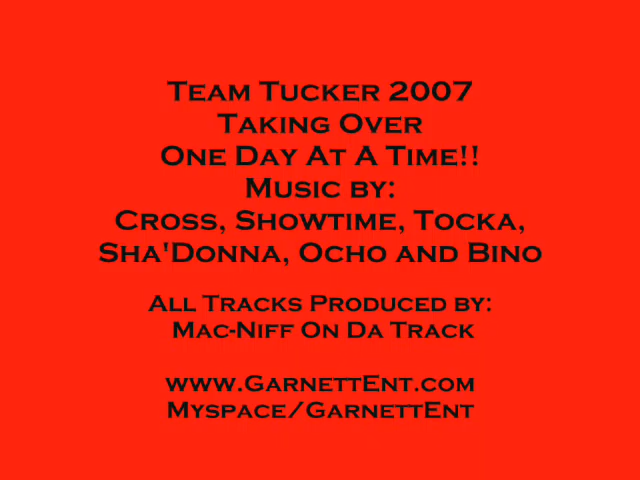 Team Tucker 2007
Taking Over
One Day At A Time!!
Music by:
Cross, Showtime, Tocka,
Sha'Donna, Ocho and Bino
All Tracks Produced by:
Mac-Niff On Da Track
www.GarnettEnt.com
Myspace/GarnettEnt